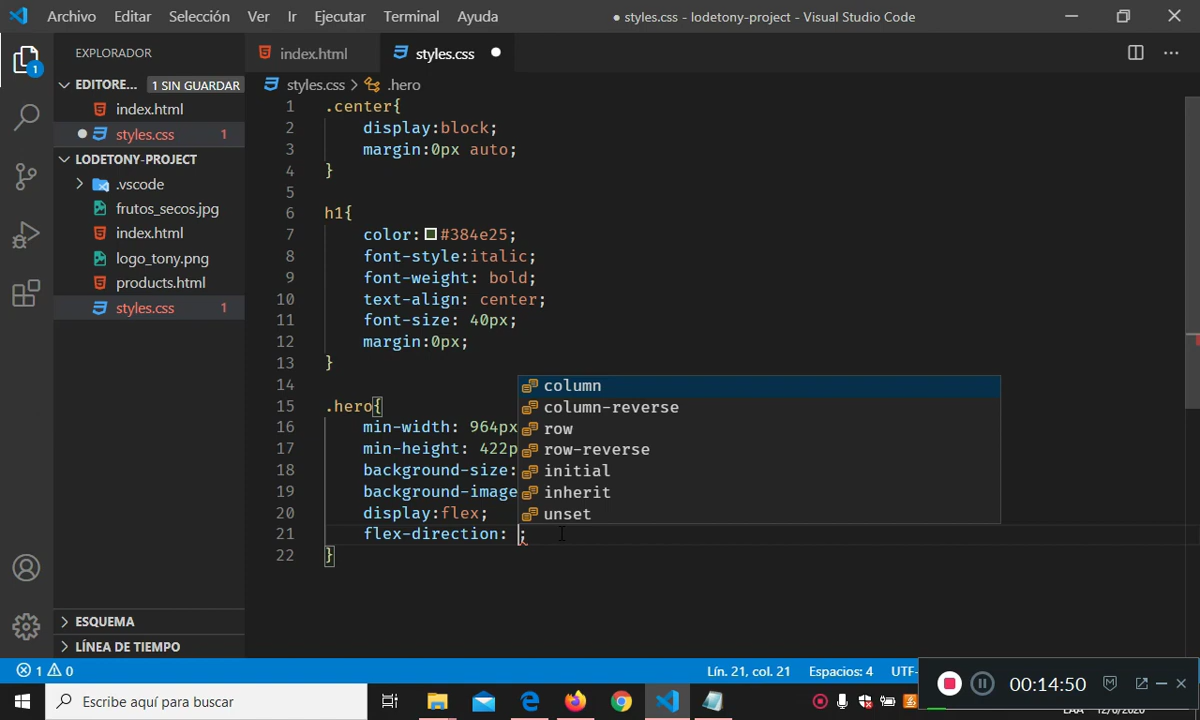 Archivo Editar Selección Ver Ir Ejecutar Terminal Ayuda ● styles.css - lodetony-project - Visual Studio Code
EXPLORADOR
index.html
styles.css
EDITORE... 1 SIN GUARDAR
styles.css > .hero
index.html
styles.css 1
LODETONY-PROJECT
.vscode
frutos_secos.jpg
index.html
logo_tony.png
products.html
styles.css 1
1 .center{
2 display:block;
3 margin:0px auto;
4 }
5
6 h1{
7 color:#384e25;
8 font-style:italic;
9 font-weight: bold;
10 text-align: center;
11 font-size: 40px;
12 margin:0px;
13 }
14
15 .hero{
16 min-width: 964px
17 min-height: 422p
18 background-size:
19 background-image
20 display:flex;
21 flex-direction: ;
22 }
column
column-reverse
row
row-reverse
initial
inherit
unset
1
ESQUEMA
LÍNEA DE TIEMPO
1 0 Lín. 21, col. 21 Espacios: 4 UTF-
00:14:50
Escribe aquí para buscar